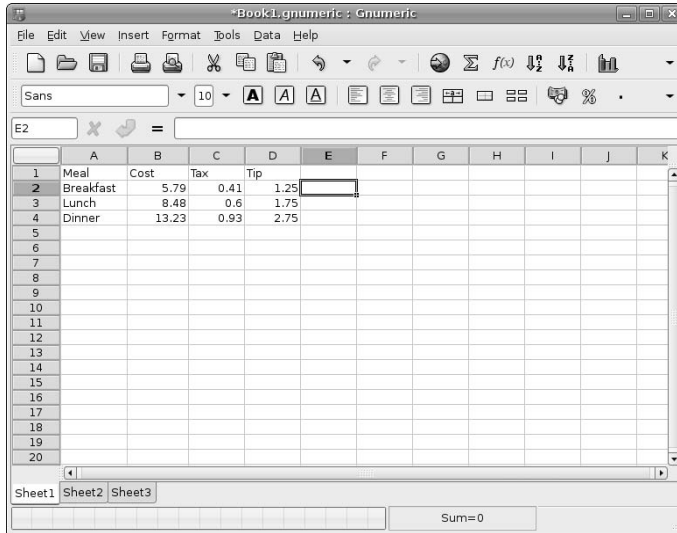 *Book1.gnumeric : Gnumeric
File Edit View Insert Format Tools Data Help
f(x)
Sans 10 A A A %
E2 =
A B C D E F G H I J K
1 Meal Cost Tax Tip
2 Breakfast 5.79 0.41 1.25
3 Lunch 8.48 0.6 1.75
4 Dinner 13.23 0.93 2.75
5
6
7
8
9
10
11
12
13
14
15
16
17
18
19
20
Sheet1 Sheet2 Sheet3
Sum=0